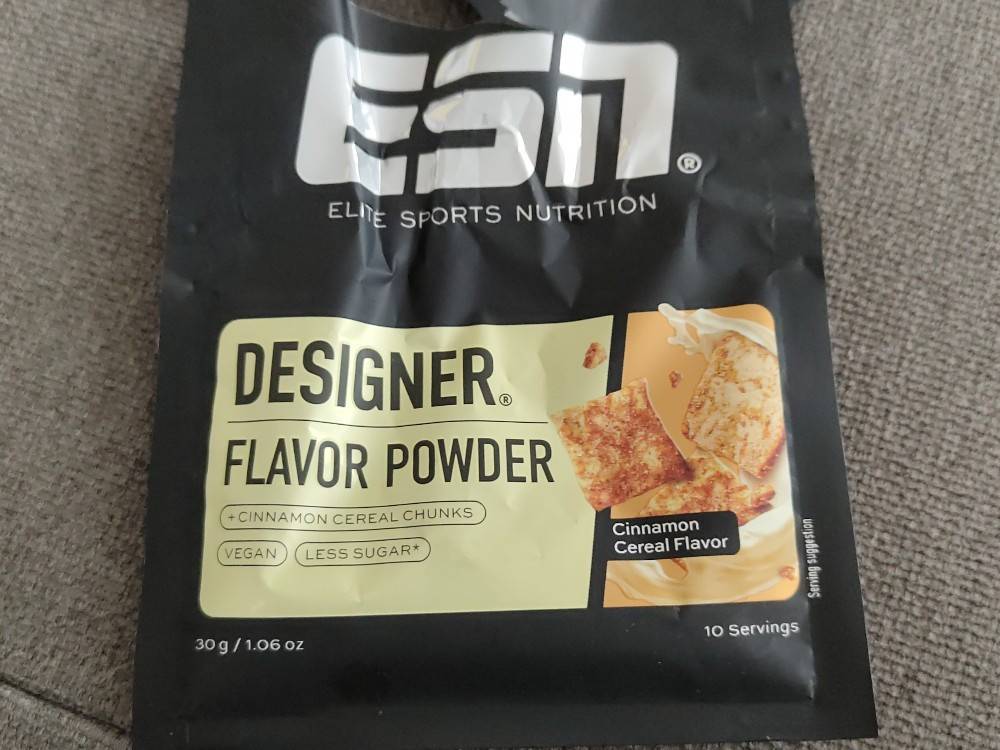 ESN®
ELITE SPORTS NUTRITION
DESIGNER®
FLAVOR POWDER
+CINNAMON CEREAL CHUNKS
VEGAN LESS SUGAR*
Cinnamon
Cereal Flavor
Serving suggestion
30 g / 1.06 oz
10 Servings